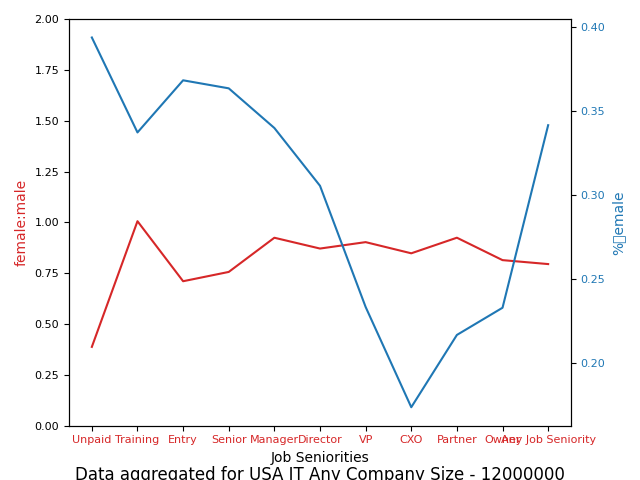 2.00
1.75
1.50
1.25
1.00
0.75
0.50
0.25
0.00
female:male
0.40
0.35
0.30
0.25
0.20
%▯emale
Unpaid Training Entry Senior Manager Director VP CXO Partner Owner Any Job Seniority
Job Seniorities
Data aggregated for USA IT Any Company Size - 12000000